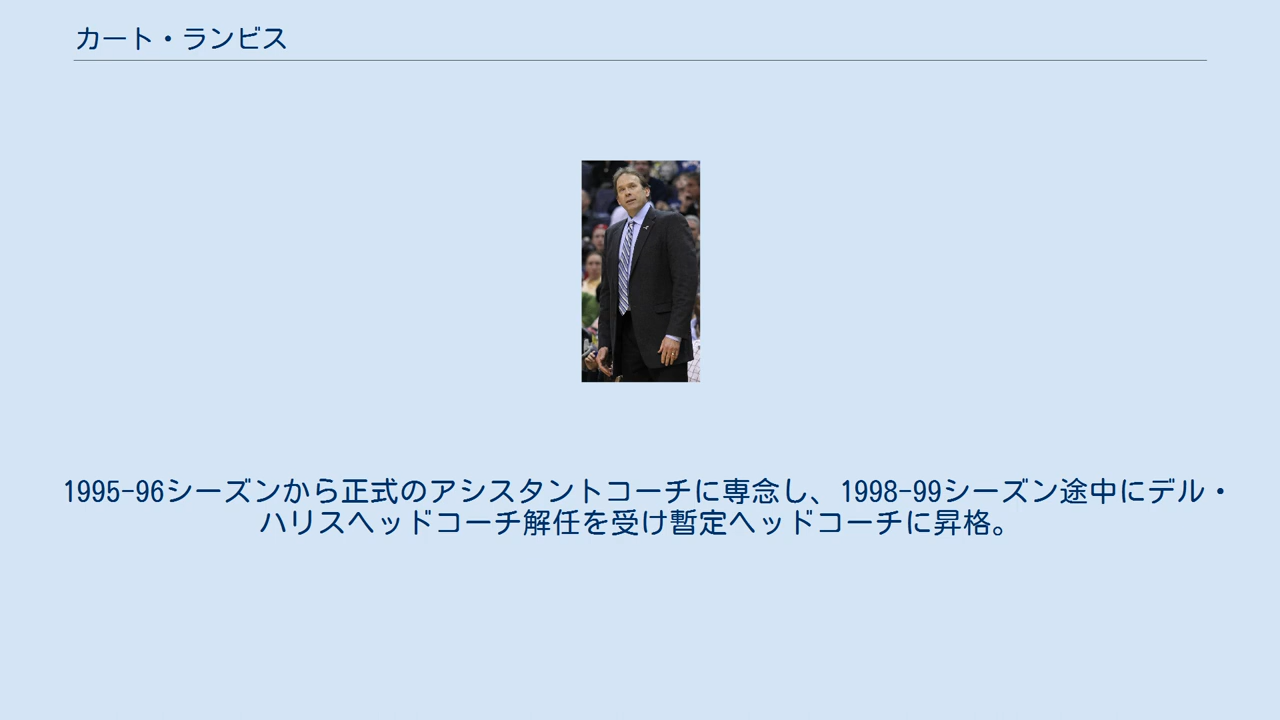 カート・ランビス
1995-96シーズンから正式のアシスタントコーチに専念し、1998-99シーズン途中にデル・
ハリスヘッドコーチ解任を受け暫定ヘッドコーチに昇格。